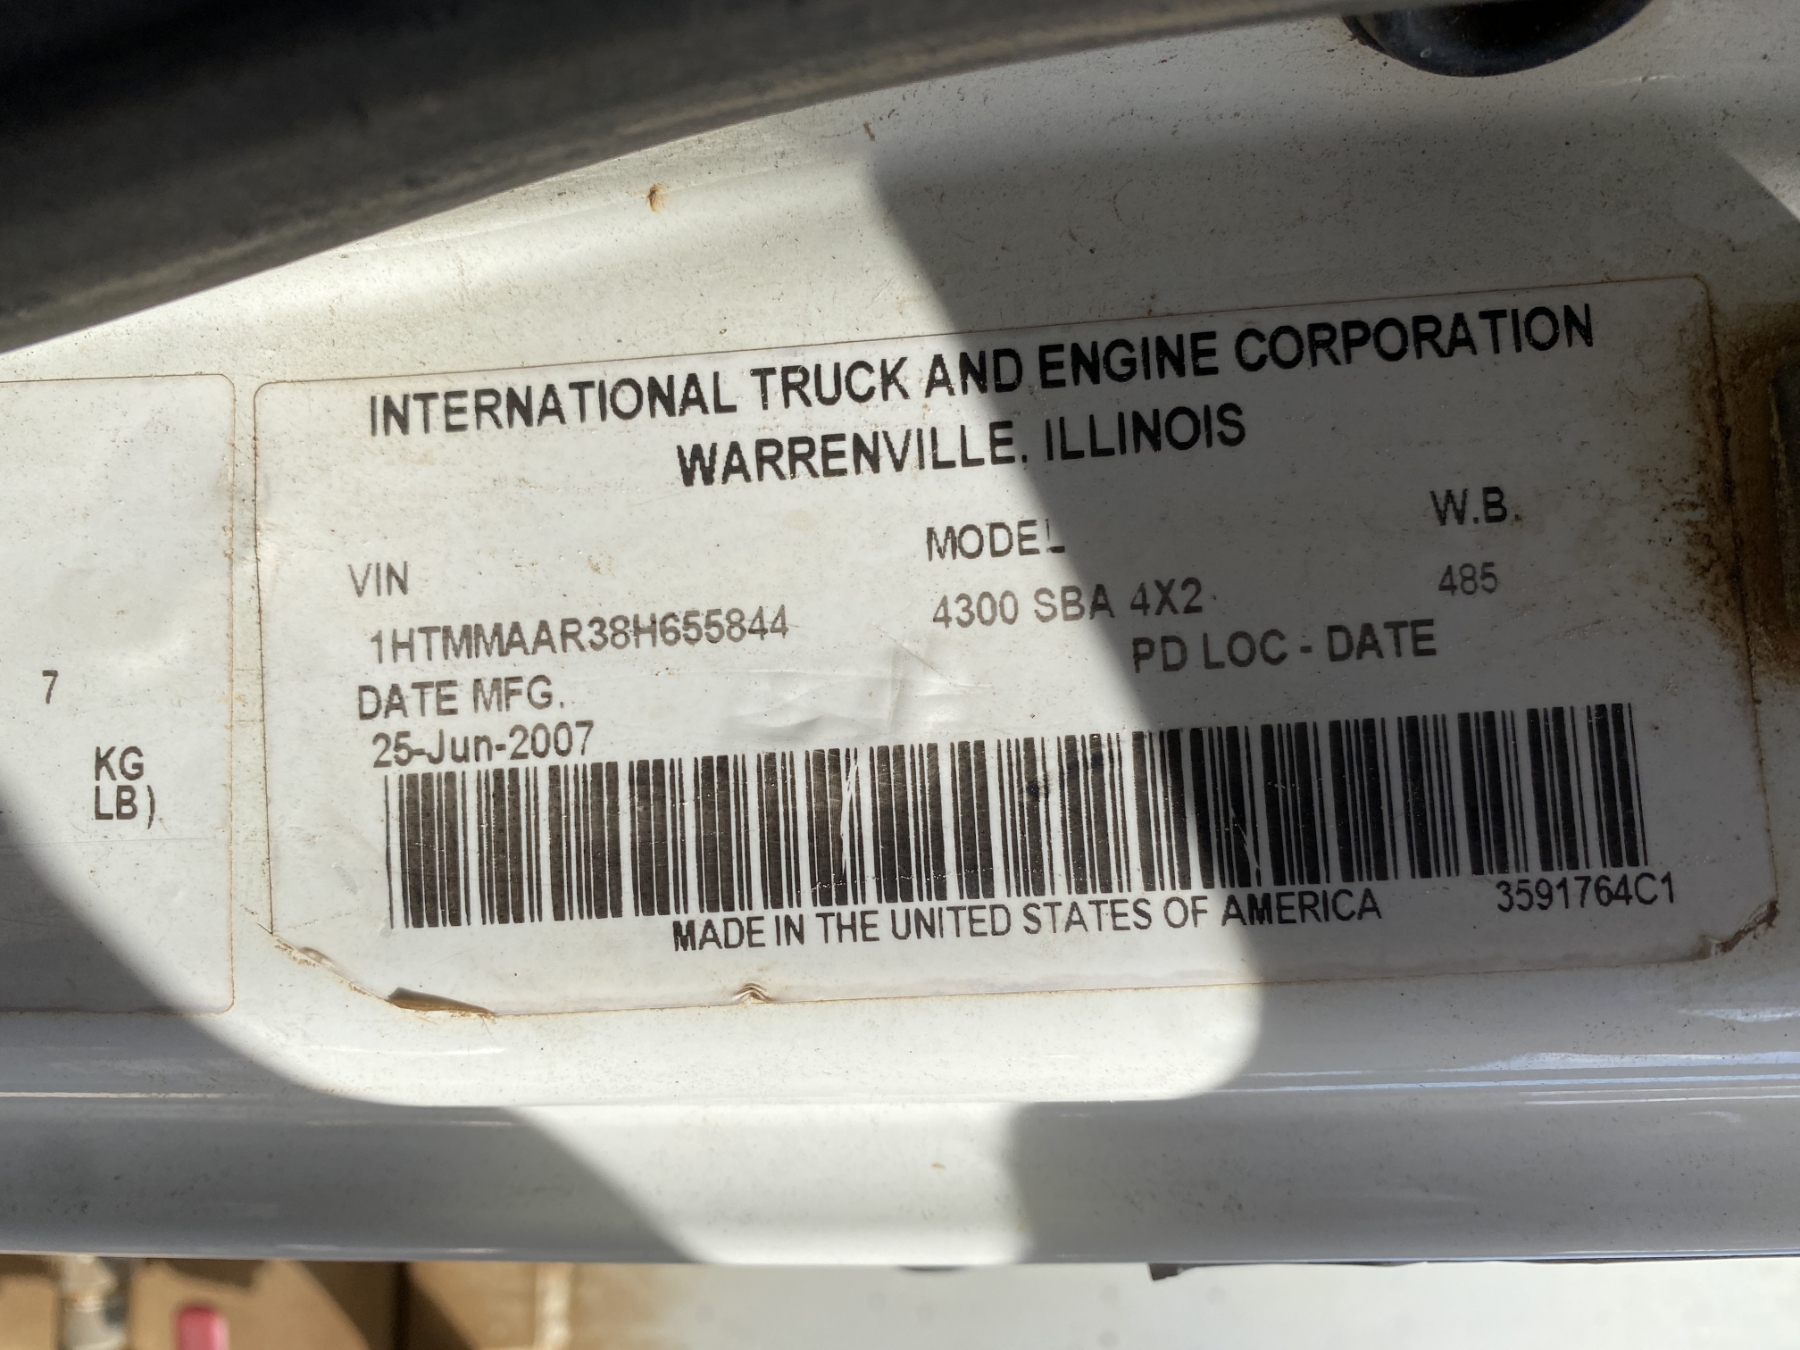 INTERNATIONAL TRUCK AND ENGINE CORPORATION
WARRENVILLE, ILLINOIS
VIN MODEL W.B.
1HTMMAAR38H655844 4300 SBA 4X2 485
DATE MFG. PD LOC - DATE
25-Jun-2007
MADE IN THE UNITED STATES OF AMERICA 3591764C1
7
KG
LB)